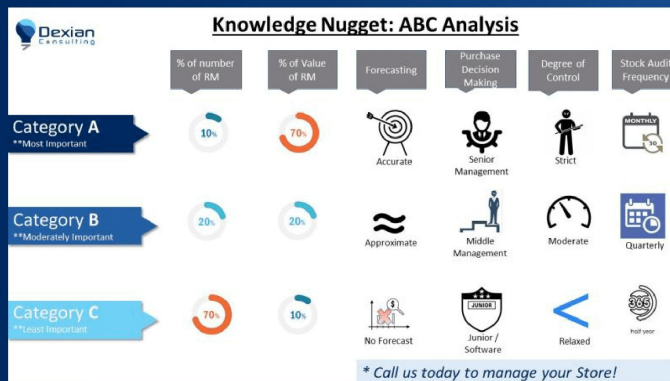 Dexian
Consulting
Knowledge Nugget: ABC Analysis
% of number
of RM
% of Value
of RM
Forecasting
Purchase
Decision
Making
Degree of
Control
Stock Audit
Frequency
Category A
**Most Important
10%
70%
Accurate
Senior
Management
Strict
MONTHLY
30
Category B
**Moderately Important
20%
20%
Approximate
Middle
Management
Moderate
Quarterly
Category C
**Least Important
70%
10%
$
No Forecast
JUNIOR
Junior /
Software
Relaxed
365
half year
* Call us today to manage your Store!